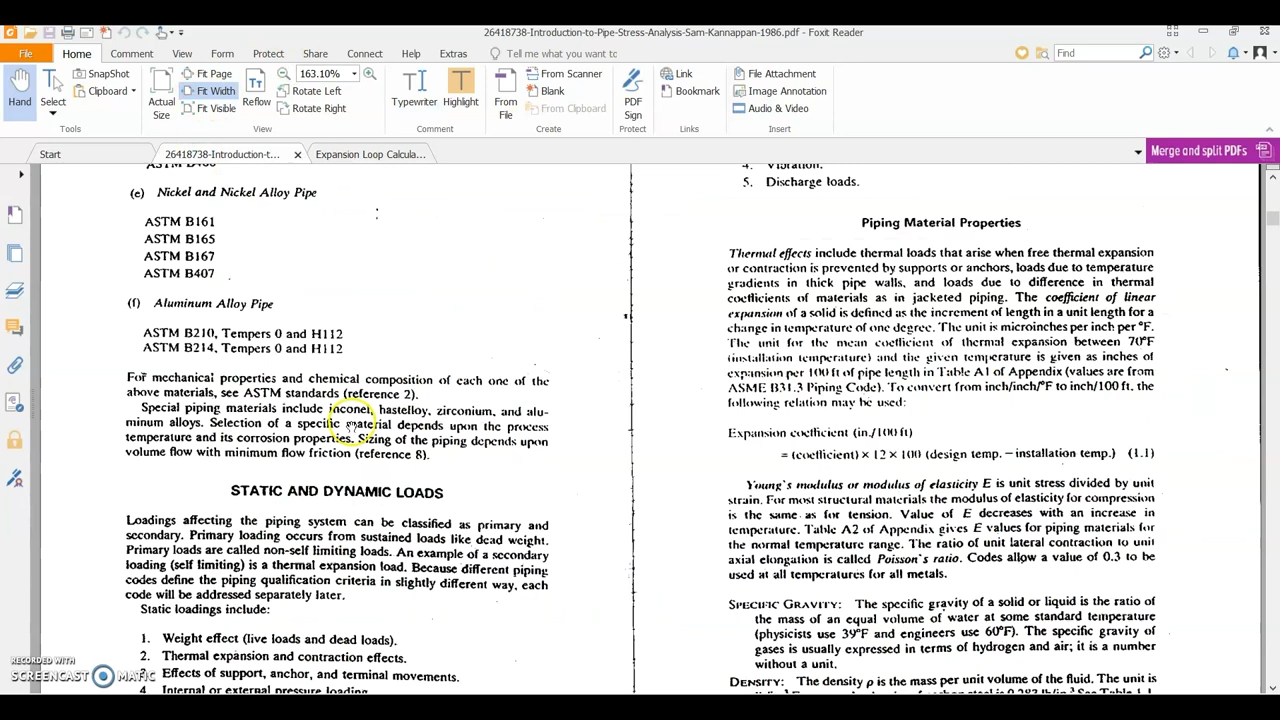 26418738-Introduction-to-Pipe-Stress-Analysis-Sam-Kannappan-1986.pdf - Foxit Reader
File Home Comment View Form Protect Share Connect Help Extras Tell me what you want to Find
Hand
Select
SnapShot
Clipboard
Tools
Actual Size
Fit Page
Fit Width
Fit Visible
Reflow
163.10%
Rotate Left
Rotate Right
View
Typewriter
Highlight
Comment
From File
From Scanner
Blank
From Clipboard
Create
PDF Sign
Protect
Link
Bookmark
Links
File Attachment
Image Annotation
Audio & Video
Insert
Start
26418738-Introduction-t...
Expansion Loop Calcula...
Merge and split PDFs
(e) Nickel and Nickel Alloy Pipe
ASTM B161
ASTM B165
ASTM B167
ASTM B407
(f) Aluminum Alloy Pipe
ASTM B210, Tempers 0 and H112
ASTM B214, Tempers 0 and H112
For mechanical properties and chemical composition of each one of the
above materials, see ASTM standards (reference 2).
Special piping materials include inconel, hastelloy, zirconium, and alu-
minum alloys. Selection of a specific material depends upon the process
temperature and its corrosion properties. Sizing of the piping depends upon
volume flow with minimum flow friction (reference 8).
STATIC AND DYNAMIC LOADS
Loadings affecting the piping system can be classified as primary and
secondary. Primary loading occurs from sustained loads like dead weight.
Primary loads are called non-self limiting loads. An example of a secondary
loading (self limiting) is a thermal expansion load. Because different piping
codes define the piping qualification criteria in slightly different way, each
code will be addressed separately later.
Static loadings include:
1. Weight effect (live loads and dead loads).
2. Thermal expansion and contraction effects.
3. Effects of support, anchor, and terminal movements.
4. Internal or external pressure loading.
4. Vibration.
5. Discharge loads.
Piping Material Properties
Thermal effects include thermal loads that arise when free thermal expansion
or contraction is prevented by supports or anchors, loads due to temperature
gradients in thick pipe walls, and loads due to difference in thermal
coefficients of materials as in jacketed piping. The coefficient of linear
expansion of a solid is defined as the increment of length in a unit length for a
change in temperature of one degree. The unit is microinches per inch per °F.
The unit for the mean coefficient of thermal expansion between 70°F
(installation temperature) and the given temperature is given as inches of
expansion per 100 ft of pipe length in Table A1 of Appendix (values are from
ASME B31.3 Piping Code). To convert from inch/inch/°F to inch/100 ft, the
following relation may be used:
Expansion coefficient (in./100 ft)
= (coefficient) × 12 × 100 (design temp. – installation temp.) (1.1)
Young's modulus or modulus of elasticity E is unit stress divided by unit
strain. For most structural materials the modulus of elasticity for compression
is the same as for tension. Value of E decreases with an increase in
temperature. Table A2 of Appendix gives E values for piping materials for
the normal temperature range. The ratio of unit lateral contraction to unit
axial elongation is called Poisson's ratio. Codes allow a value of 0.3 to be
used at all temperatures for all metals.
SPECIFIC GRAVITY: The specific gravity of a solid or liquid is the ratio of
the mass of an equal volume of water at some standard temperature
(physicists use 39°F and engineers use 60°F). The specific gravity of
gases is usually expressed in terms of hydrogen and air; it is a number
without a unit.
DENSITY: The density ρ is the mass per unit volume of the fluid. The unit is
RECORDED WITH
SCREENCAST MATIC